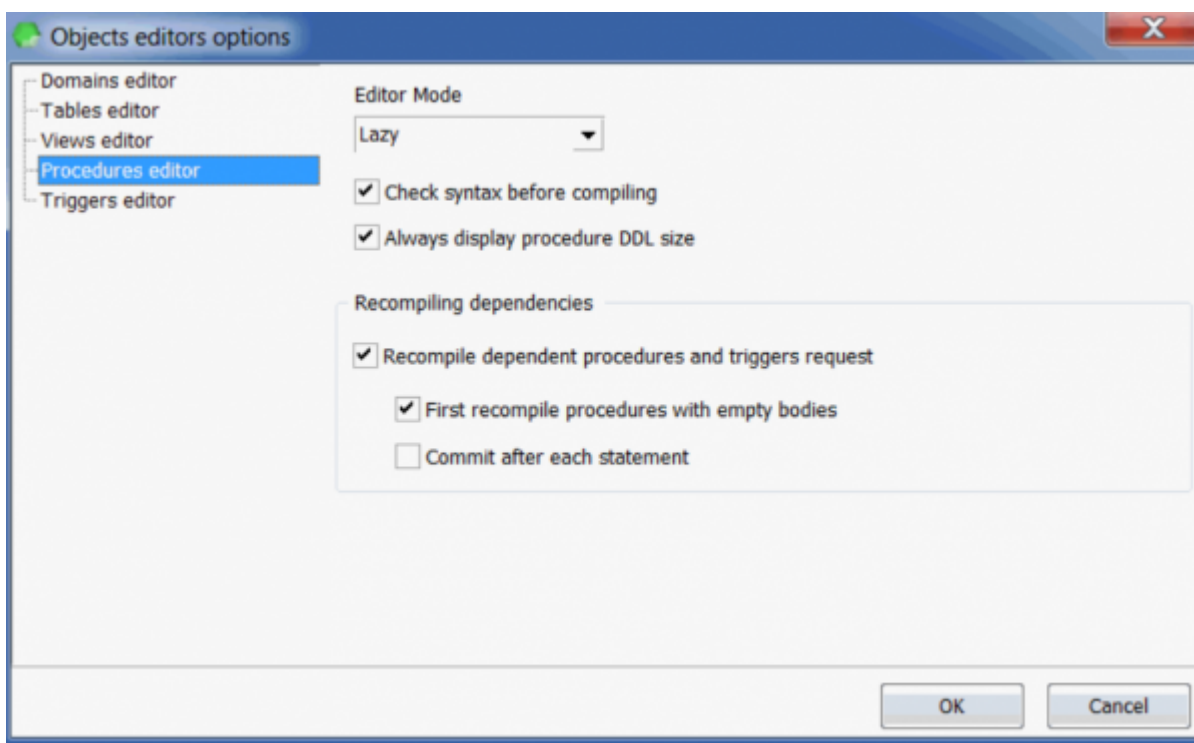 Objects editors options
Domains editor
Tables editor
Views editor
Procedures editor
Triggers editor
Editor Mode
Lazy
Check syntax before compiling
Always display procedure DDL size
Recompiling dependencies
Recompile dependent procedures and triggers request
First recompile procedures with empty bodies
Commit after each statement
OK
Cancel